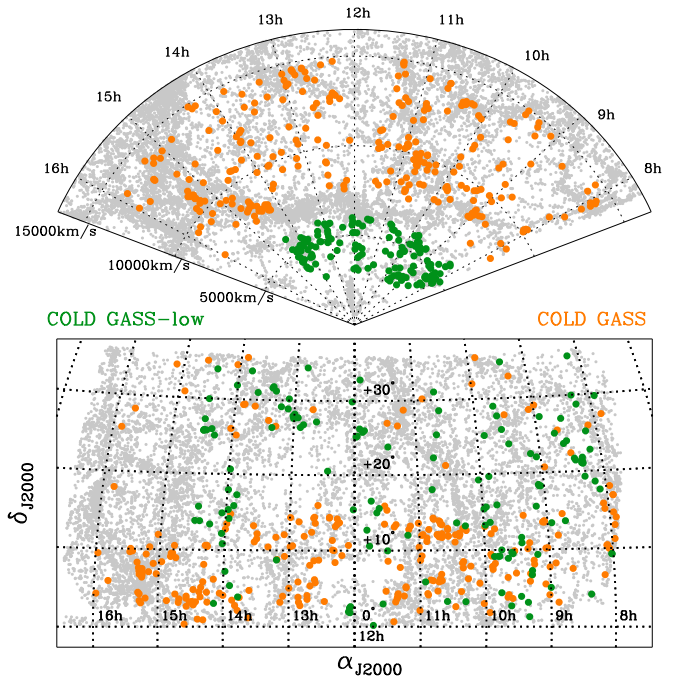 12h
13h
11h
14h
10h
15h
9h
16h
8h
15000km/s
10000km/s
5000km/s
COLD GASS-low
COLD GASS
+30°
+20°
+10°
0
16h 15h 14h 13h 11h 10h 9h 8h
12h
δJ2000
αJ2000